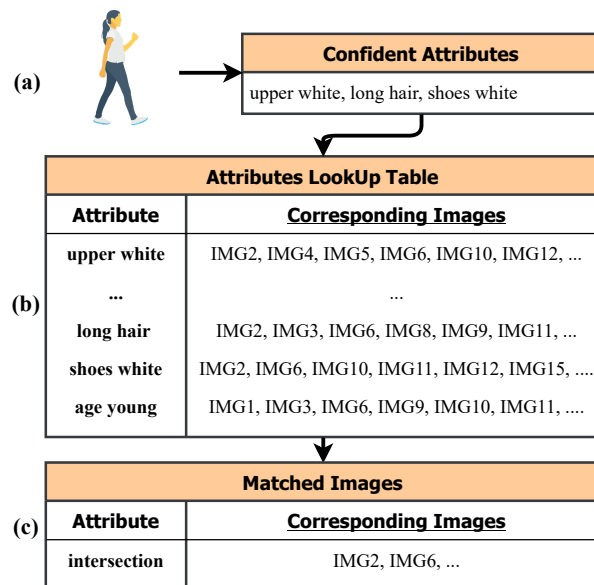 (a)
Confident Attributes
upper white, long hair, shoes white
(b)
Attributes LookUp Table
Attribute Corresponding Images
upper white IMG2, IMG4, IMG5, IMG6, IMG10, IMG12, ...
... ...
long hair IMG2, IMG3, IMG6, IMG8, IMG9, IMG11, ...
shoes white IMG2, IMG6, IMG10, IMG11, IMG12, IMG15, ....
age young IMG1, IMG3, IMG6, IMG9, IMG10, IMG11, ....
(c)
Matched Images
Attribute Corresponding Images
intersection IMG2, IMG6, ...